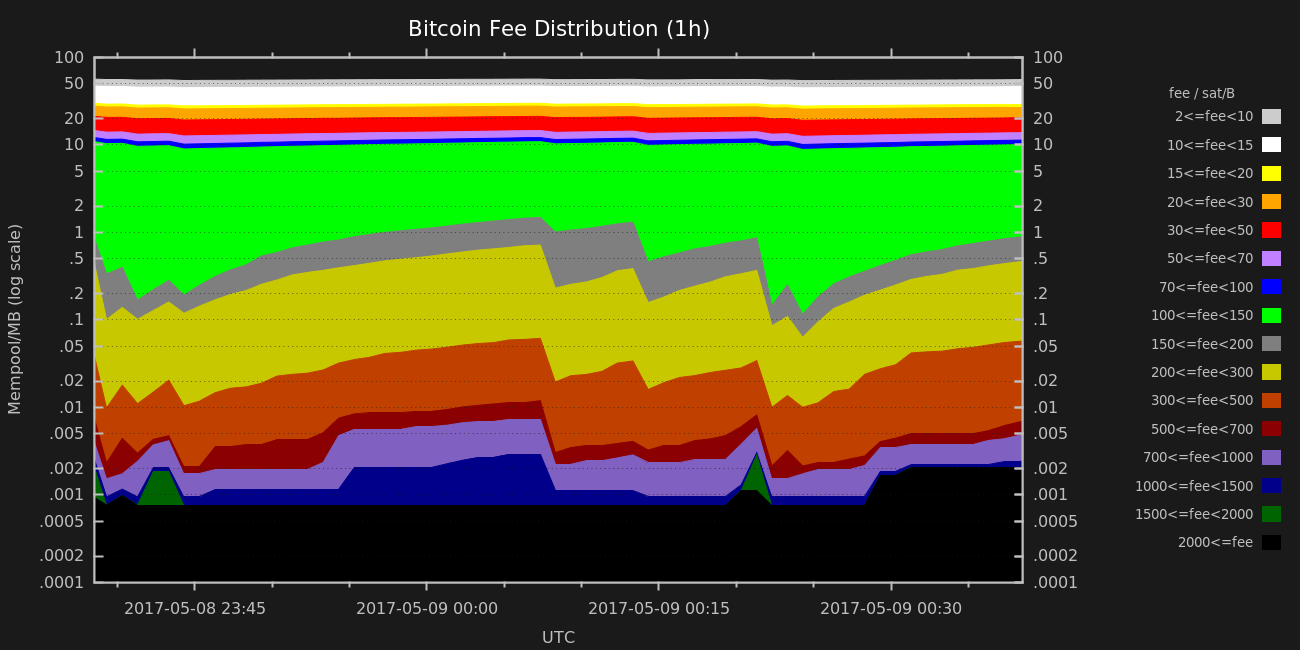 Bitcoin Fee Distribution (1h)
100
50
20
10
5
2
1
.5
.2
.1
.05
.02
.01
.005
.002
.001
.0005
.0002
.0001
Mempool/MB (log scale)
100
50
20
10
5
2
1
.5
.2
.1
.05
.02
.01
.005
.002
.001
.0005
.0002
.0001
2017-05-08 23:45
2017-05-09 00:00
2017-05-09 00:15
2017-05-09 00:30
UTC
fee / sat/B
2<=fee<10
10<=fee<15
15<=fee<20
20<=fee<30
30<=fee<50
50<=fee<70
70<=fee<100
100<=fee<150
150<=fee<200
200<=fee<300
300<=fee<500
500<=fee<700
700<=fee<1000
1000<=fee<1500
1500<=fee<2000
2000<=fee